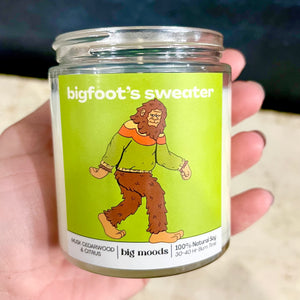 bigfoot's sweater
MUSK, CEDARWOOD
& CITRUS
big moods
100% Natural Soy
30-40 Hr Burn Time